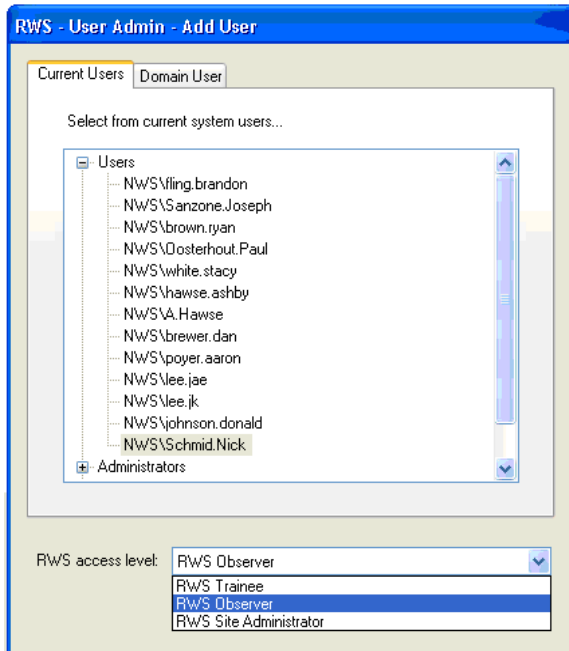 RWS - User Admin - Add User
Current Users Domain User
Select from current system users...
Users
NWS\fling.brandon
NWS\Sanzone.Joseph
NWS\brown.ryan
NWS\Oosterhout.Paul
NWS\white.stacy
NWS\hawse.ashby
NWS\A.Hawse
NWS\brewer.dan
NWS\poyer.aaron
NWS\lee.jae
NWS\lee.jk
NWS\johnson.donald
NWS\Schmid.Nick
Administrators
RWS access level: RWS Observer
RWS Trainee
RWS Observer
RWS Site Administrator